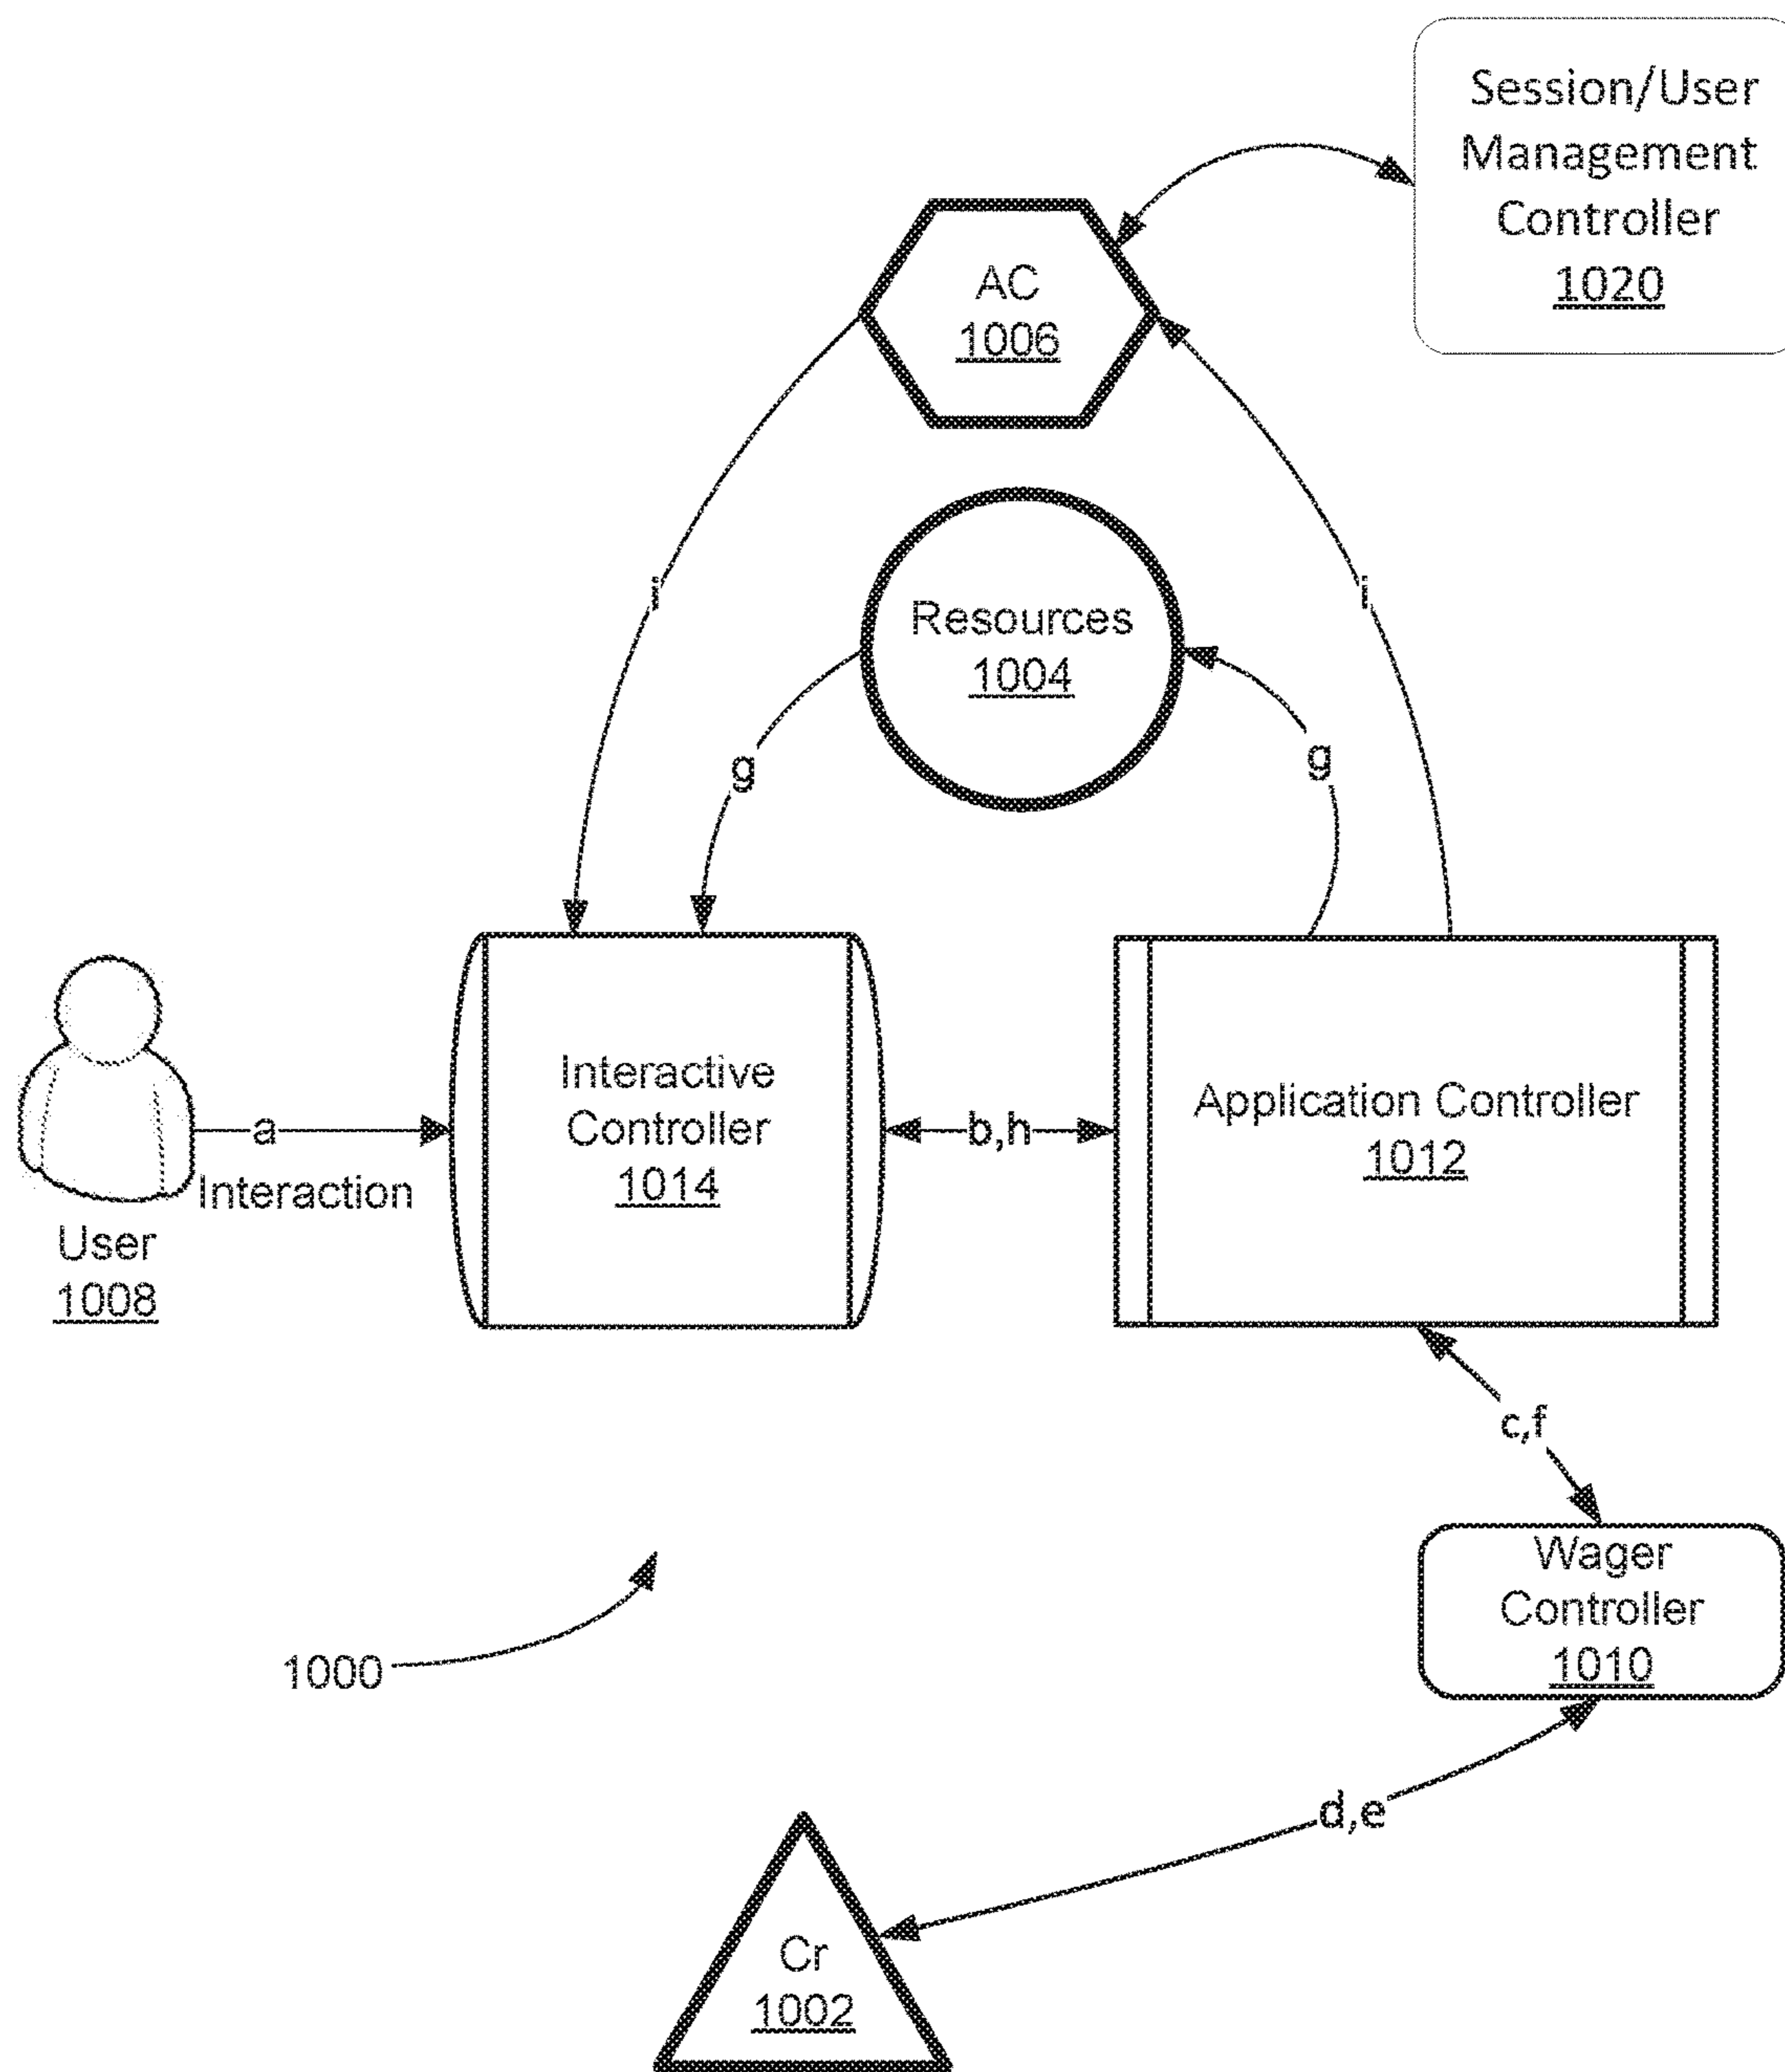 Session/User
Management
Controller
1020
AC
1006
i
i
Resources
1004
g
g
Interactive
Controller
1014
Application Controller
1012
a
b,h
Interaction
User
1008
c,f
Wager
Controller
1010
1000
d,e
Cr
1002